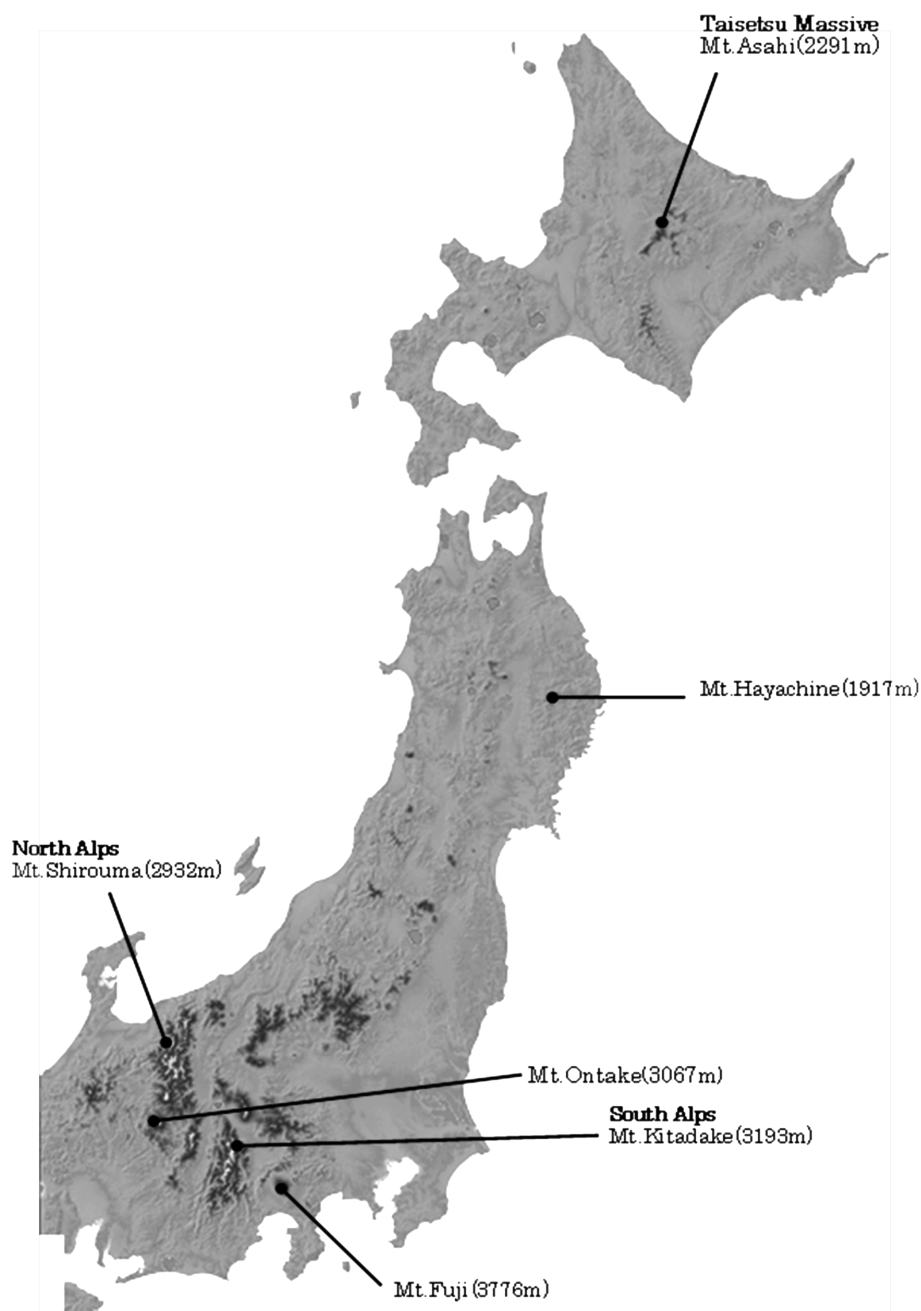 Taisetsu Massive
Mt.Asahi(2291m)
Mt.Hayachine(1917m)
North Alps
Mt.Shirouma(2932m)
Mt.Ontake(3067m)
South Alps
Mt.Kitadake(3193m)
Mt.Fuji(3776m)